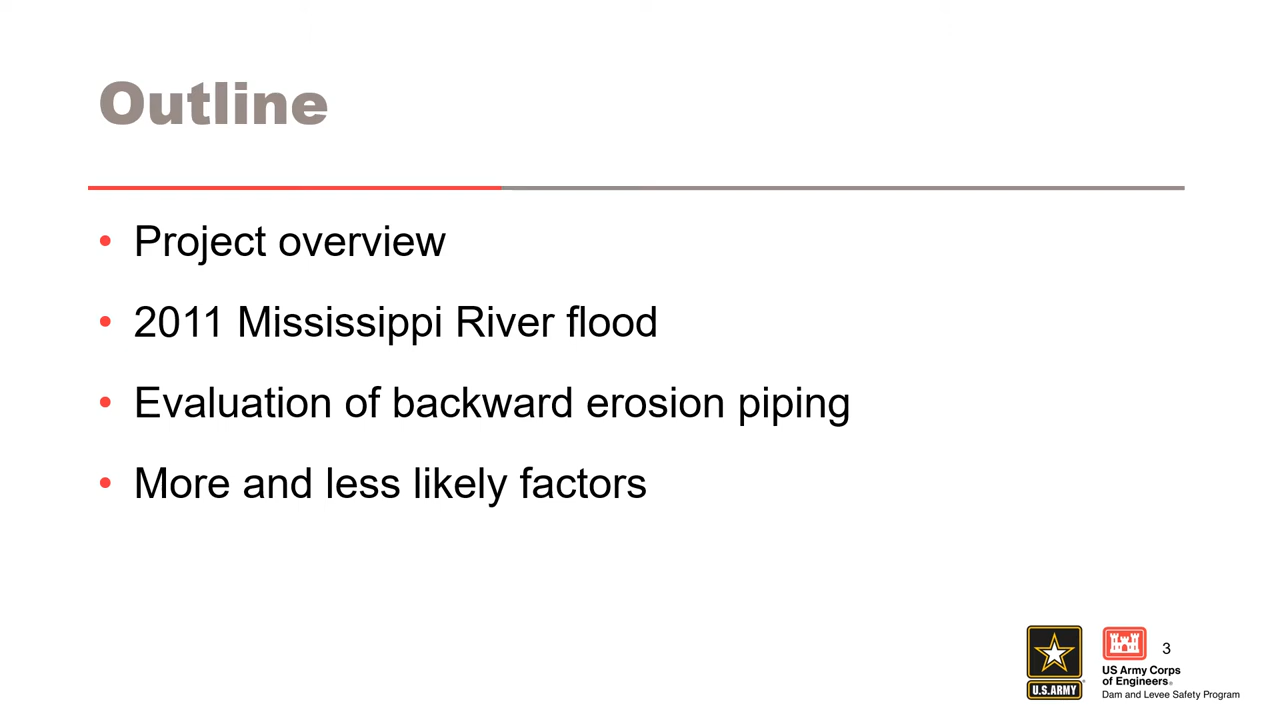 Outline
• Project overview
• 2011 Mississippi River flood
• Evaluation of backward erosion piping
• More and less likely factors
U.S.ARMY
3
US Army Corps
of Engineers®
Dam and Levee Safety Program